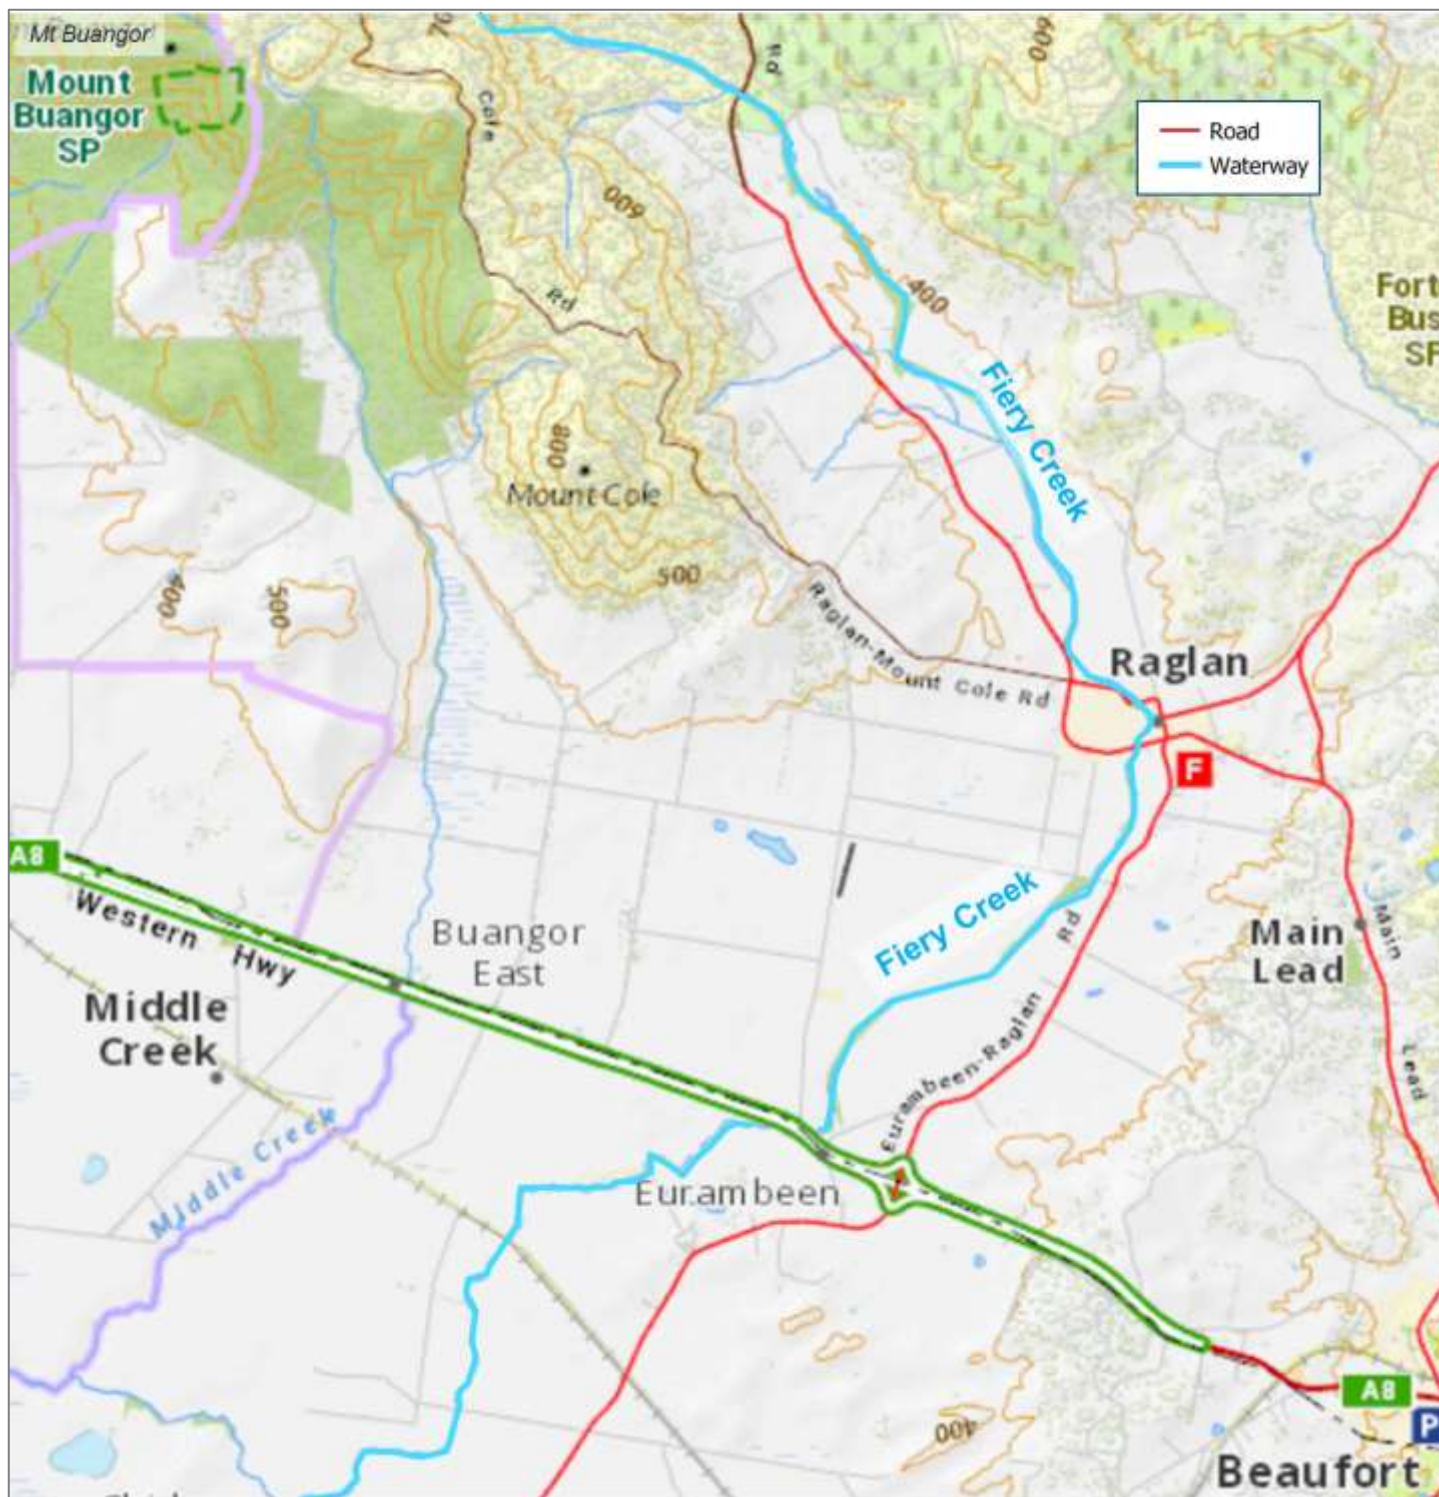 Mt Buangor
Mount
Buangor
SP
70
Cole
Rd
Rd
600
600
Road
Waterway
400
Fort
Bus
SF
Fiery Creek
800
Mount Cole
500
400
500
Raglan-Mount Cole Rd
Raglan
F
A8
Western Hwy
Buangor
East
Fiery Creek
Rd
Main
Lead
Main
Lead
Middle
Creek
Eurambeen-Raglan
Middle Creek
Eurambeen
A8
P
400
Beaufort